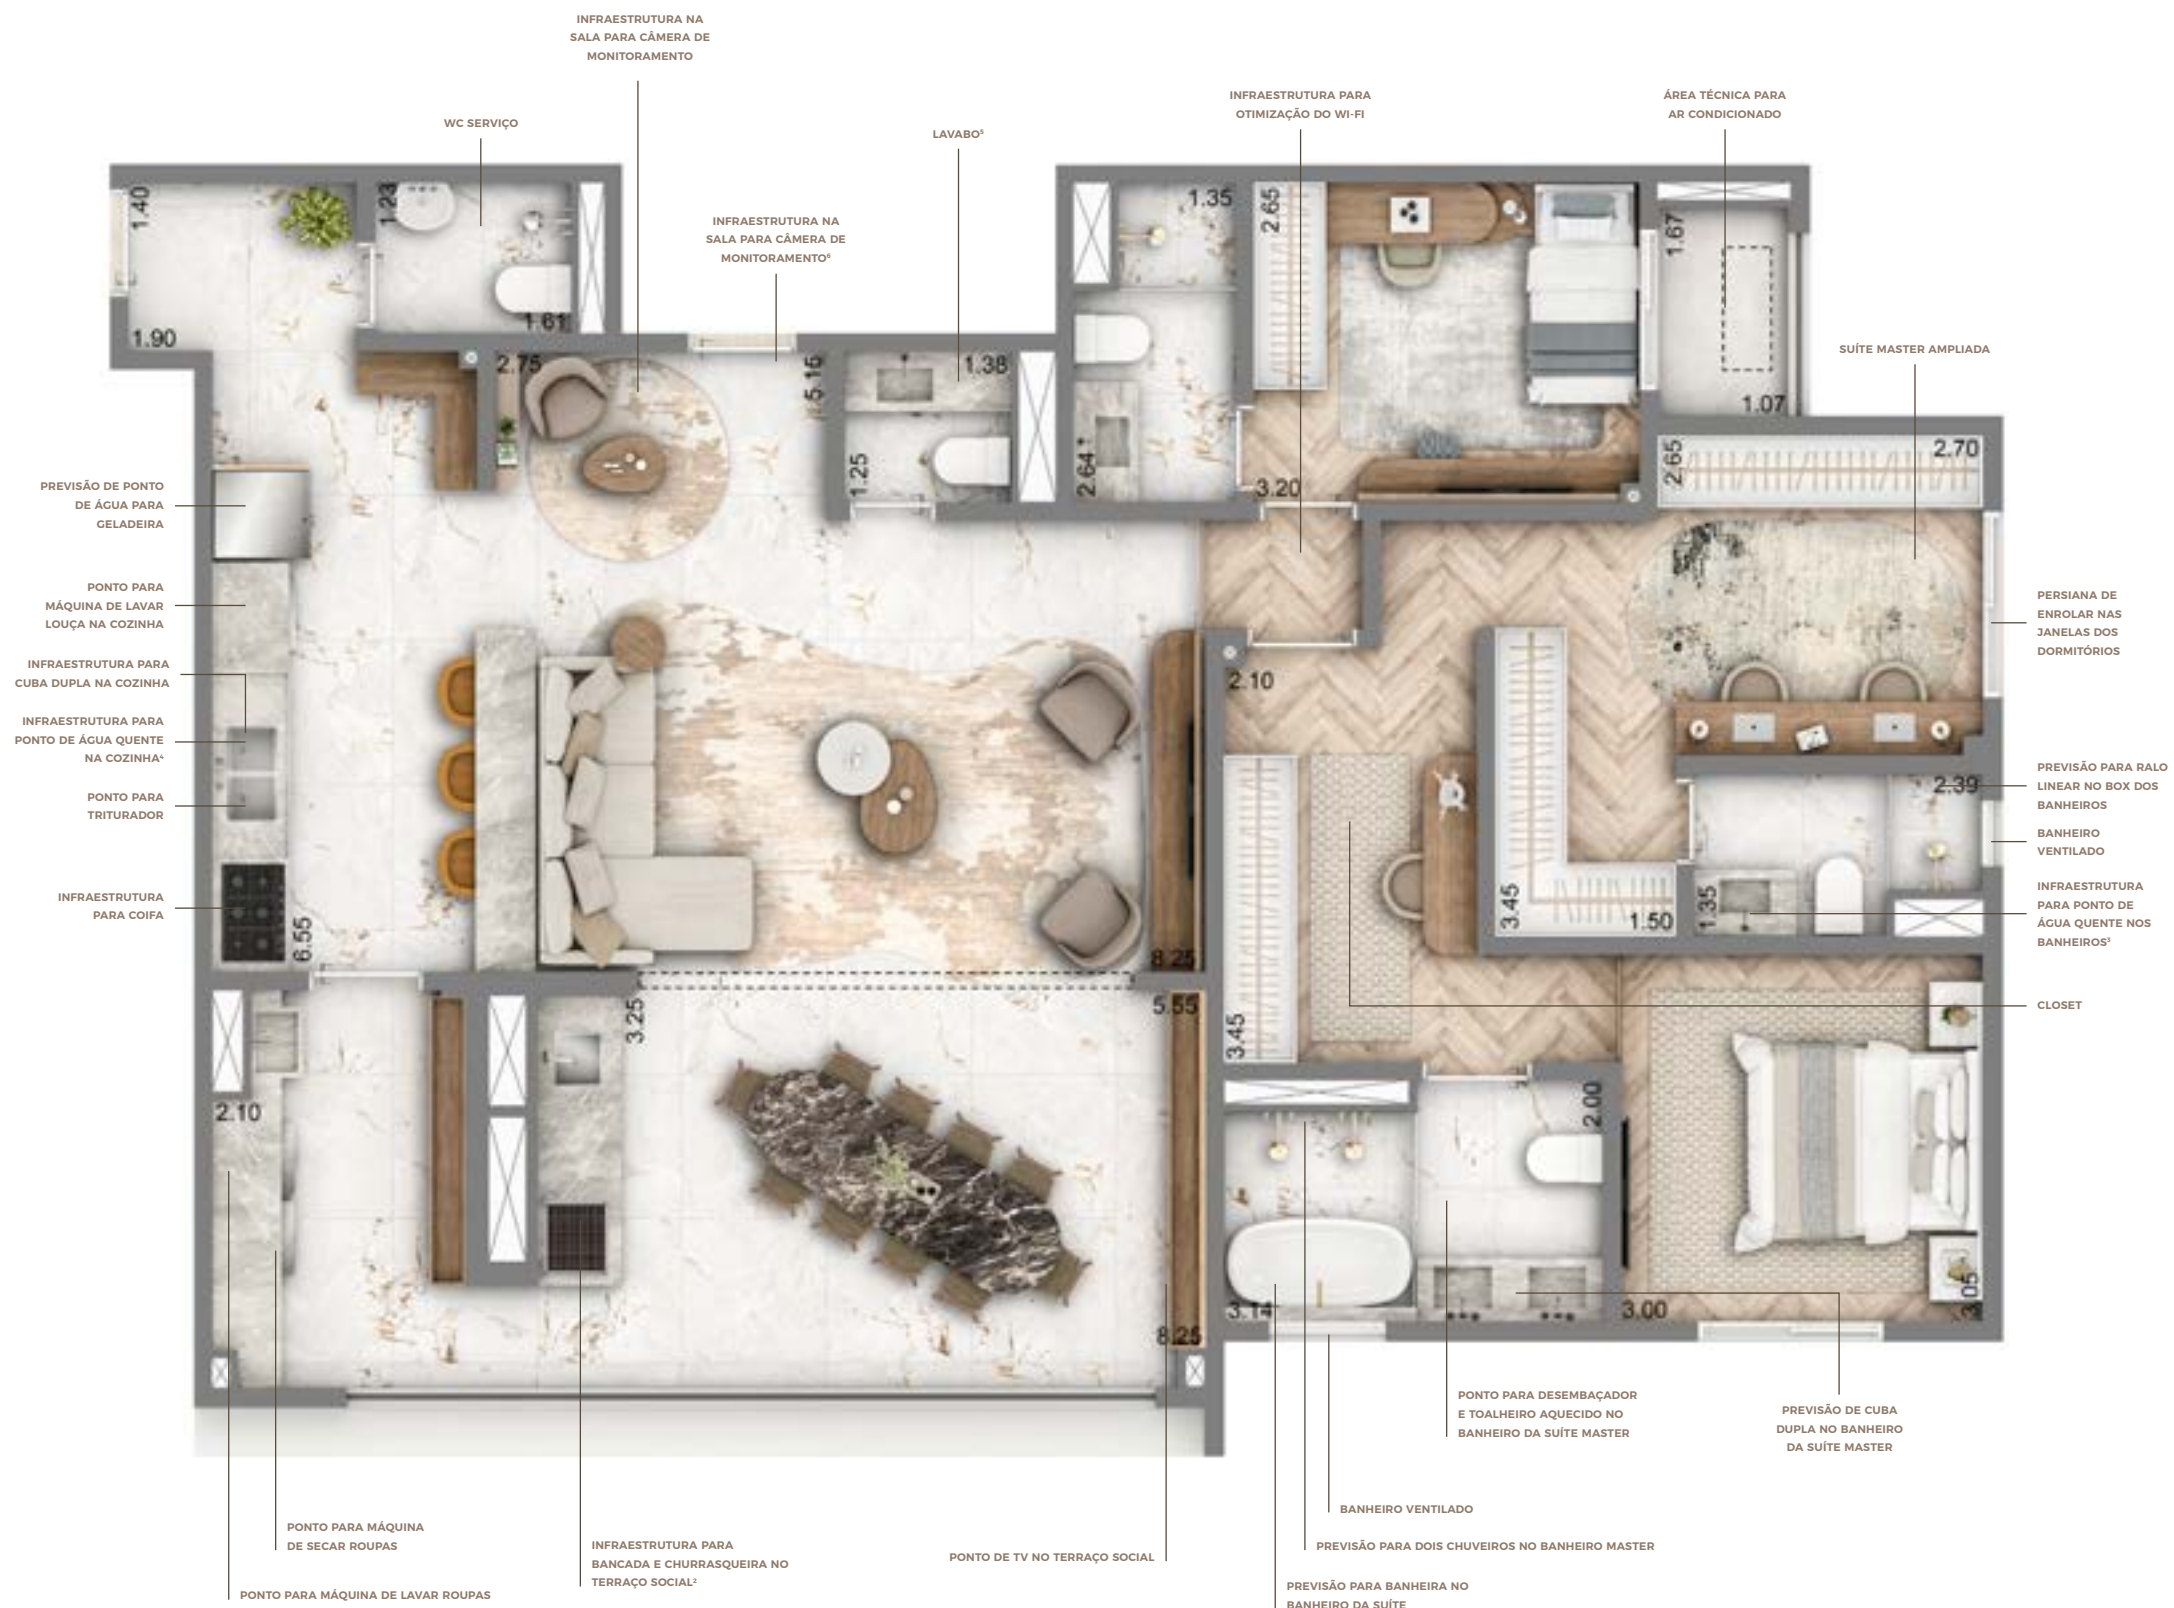 INFRAESTRUTURA NA
SALA PARA CÂMERA DE
MONITORAMENTO
WC SERVIÇO
INFRAESTRUTURA NA
SALA PARA CÂMERA DE
MONITORAMENTO⁶
LAVABO⁵
INFRAESTRUTURA PARA
OTIMIZAÇÃO DO WI-FI
ÁREA TÉCNICA PARA
AR CONDICIONADO
SUÍTE MASTER AMPLIADA
PREVISÃO DE PONTO
DE ÁGUA PARA
GELADEIRA
PONTO PARA
MÁQUINA DE LAVAR
LOUÇA NA COZINHA
INFRAESTRUTURA PARA
CUBA DUPLA NA COZINHA
INFRAESTRUTURA PARA
PONTO DE ÁGUA QUENTE
NA COZINHA⁴
PONTO PARA
TRITURADOR
INFRAESTRUTURA
PARA COIFA
1.40
1.90
1.23
1.61
2.75
5.15
1.38
1.25
1.35
2.64
2.65
3.20
1.67
1.07
2.65
2.70
2.10
2.39
1.35
3.45
1.50
6.55
8.25
5.55
3.25
3.45
2.10
2.00
3.14
3.00
3.05
8.25
PERSIANA DE
ENROLAR NAS
JANELAS DOS
DORMITÓRIOS
PREVISÃO PARA RALO
LINEAR NO BOX DOS
BANHEIROS
BANHEIRO
VENTILADO
INFRAESTRUTURA
PARA PONTO DE
ÁGUA QUENTE NOS
BANHEIROS³
CLOSET
PONTO PARA DESEMBAÇADOR
E TOALHEIRO AQUECIDO NO
BANHEIRO DA SUÍTE MASTER
PREVISÃO DE CUBA
DUPLA NO BANHEIRO
DA SUÍTE MASTER
BANHEIRO VENTILADO
PREVISÃO PARA DOIS CHUVEIROS NO BANHEIRO MASTER
PREVISÃO PARA BANHEIRA NO
BANHEIRO DA SUÍTE
PONTO DE TV NO TERRAÇO SOCIAL
INFRAESTRUTURA PARA
BANCADA E CHURRASQUEIRA NO
TERRAÇO SOCIAL²
PONTO PARA MÁQUINA
DE SECAR ROUPAS
PONTO PARA MÁQUINA DE LAVAR ROUPAS